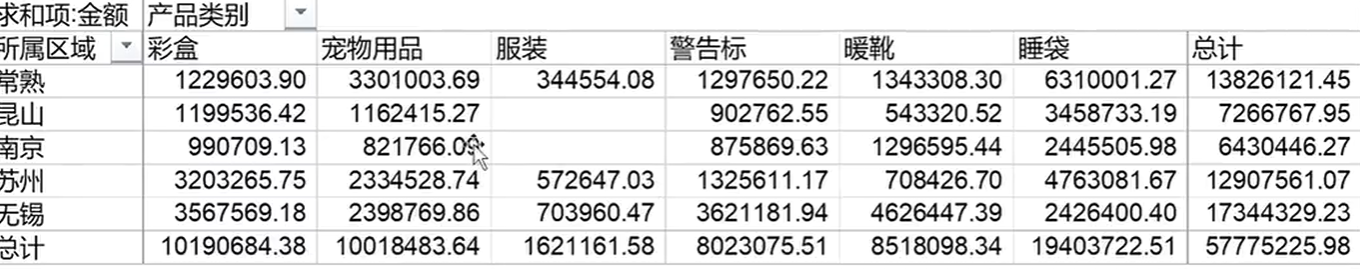 求和项:金额 产品类别
所属区域 彩盒 宠物用品 服装 警告标 暖靴 睡袋 总计
常熟 1229603.90 3301003.69 344554.08 1297650.22 1343308.30 6310001.27 13826121.45
昆山 1199536.42 1162415.27 902762.55 543320.52 3458733.19 7266767.95
南京 990709.13 821766.09 875869.63 1296595.44 2445505.98 6430446.27
苏州 3203265.75 2334528.74 572647.03 1325611.17 708426.70 4763081.67 12907561.07
无锡 3567569.18 2398769.86 703960.47 3621181.94 4626447.39 2426400.40 17344329.23
总计 10190684.38 10018483.64 1621161.58 8023075.51 8518098.34 19403722.51 57775225.98